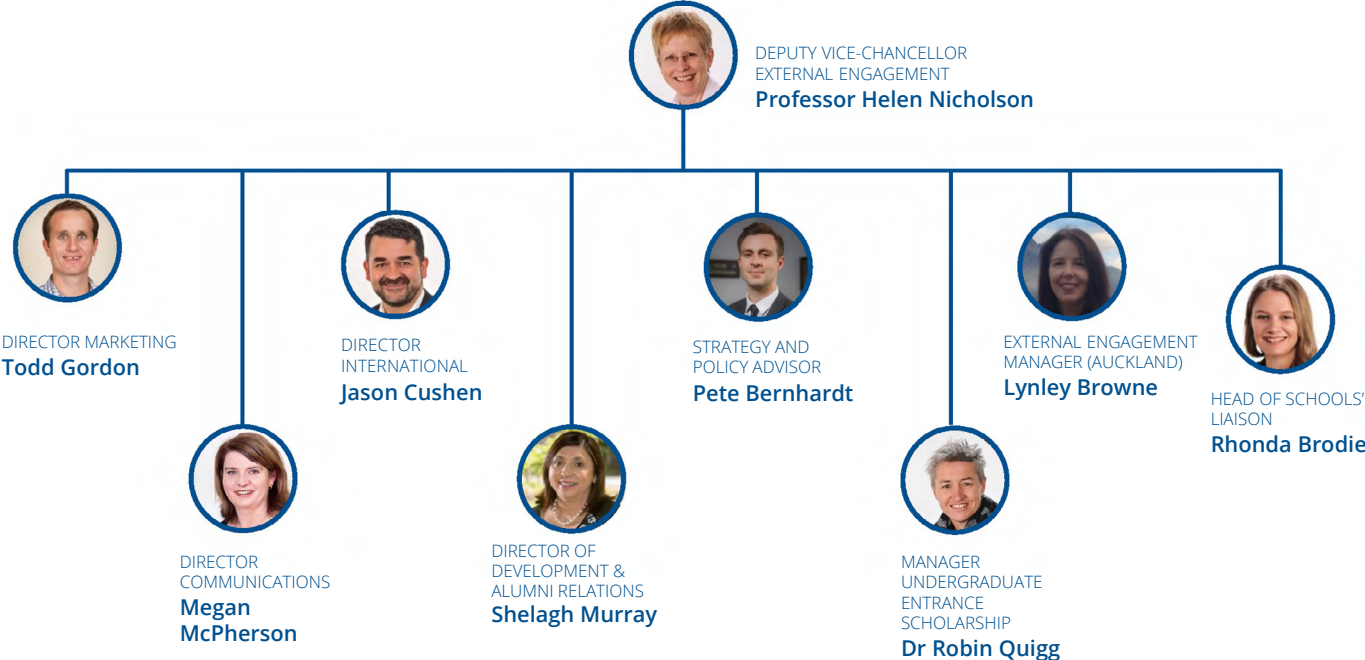 DEPUTY VICE-CHANCELLOR
EXTERNAL ENGAGEMENT
Professor Helen Nicholson
DIRECTOR MARKETING
Todd Gordon
DIRECTOR
INTERNATIONAL
Jason Cushen
STRATEGY AND
POLICY ADVISOR
Pete Bernhardt
EXTERNAL ENGAGEMENT
MANAGER (AUCKLAND)
Lynley Browne
HEAD OF SCHOOLS’
LIAISON
Rhonda Brodie
DIRECTOR
COMMUNICATIONS
Megan
McPherson
DIRECTOR OF
DEVELOPMENT &
ALUMNI RELATIONS
Shelagh Murray
MANAGER
UNDERGRADUATE
ENTRANCE
SCHOLARSHIP
Dr Robin Quigg